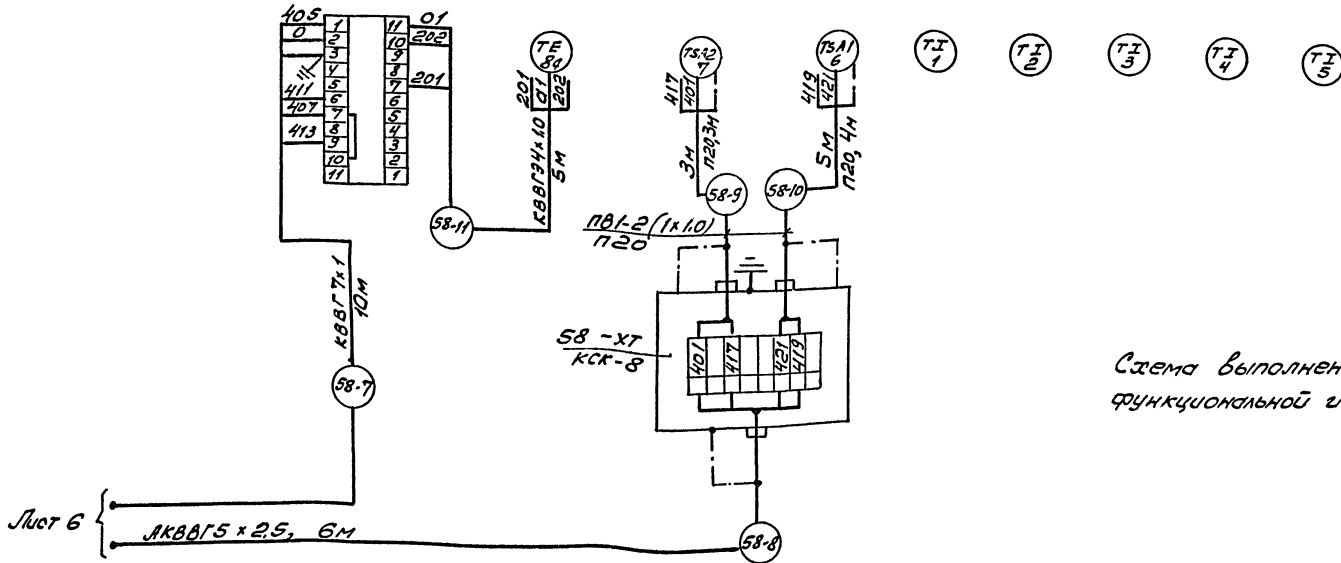 405
0
411
407
413
1
2
3
4
5
6
7
8
9
10
11
11
10
9
8
7
6
5
4
3
2
1
01
202
201
58-11
TE
84
201
01
202
КВВГЭ4×1.0
5м
TSA2
7
417
401
3м
П20, 3м
58-9
TSA1
6
419
421
5м
П20, 4м
58-10
TI
1
TI
2
TI
3
TI
4
TI
5
ПВ1-2(1×1.0)
П20
КВВГ7×1
10м
58-7
58-ХТ
КСК-8
401
417
421
419
Схема выполнен
функциональной
Лист 6
АКВВГ5×2,5, 6м
58-8